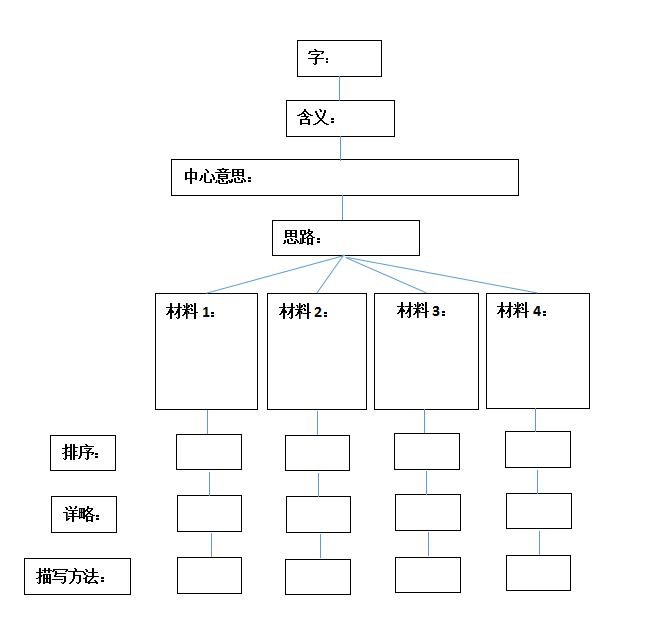 字：
含义：
中心意思：
思路：
材料 1：
材料 2：
材料 3：
材料 4：
排序：
详略：
描写方法：